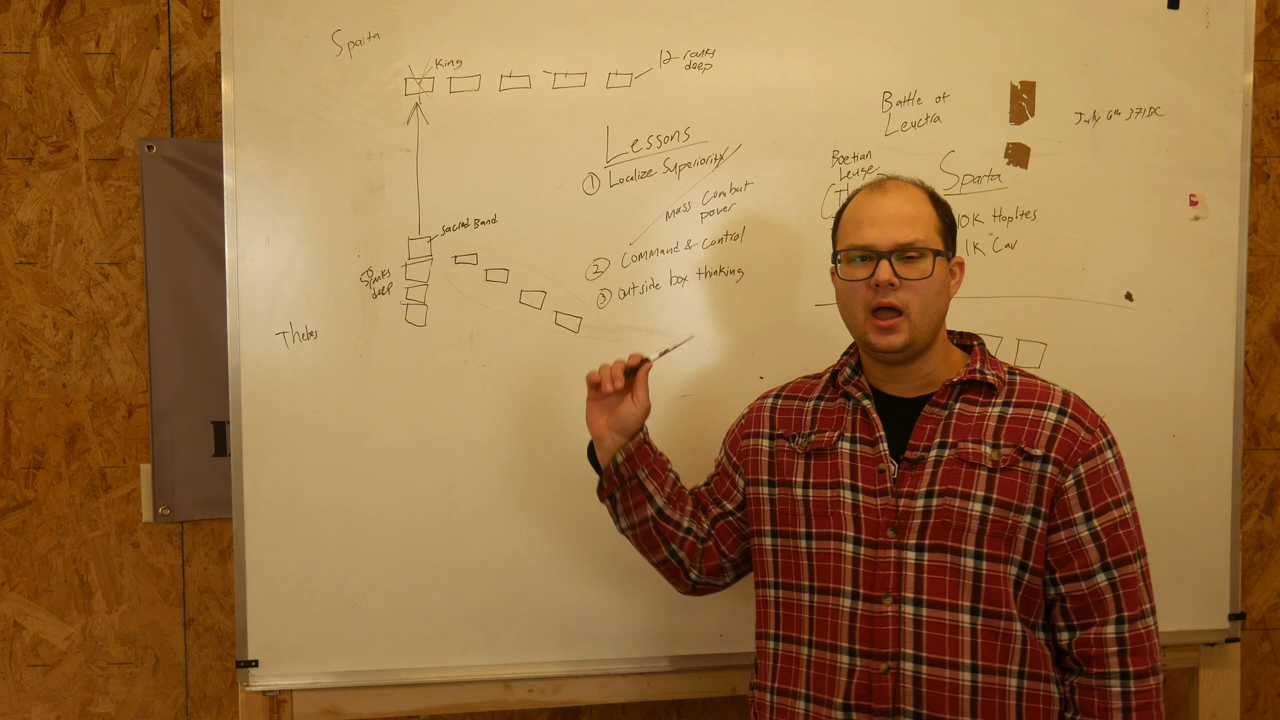 Sparta
King
12 ranks
deep
Sacred Band
50 ranks
deep
Thebes
Lessons
① Localize Superiority
Mass Combat
power
② Command & Control
③ outside box thinking
Battle of
Leuctra
July 6th 371BC
Boetian
Leuge
Sparta
10K Hoplites
1K Cav